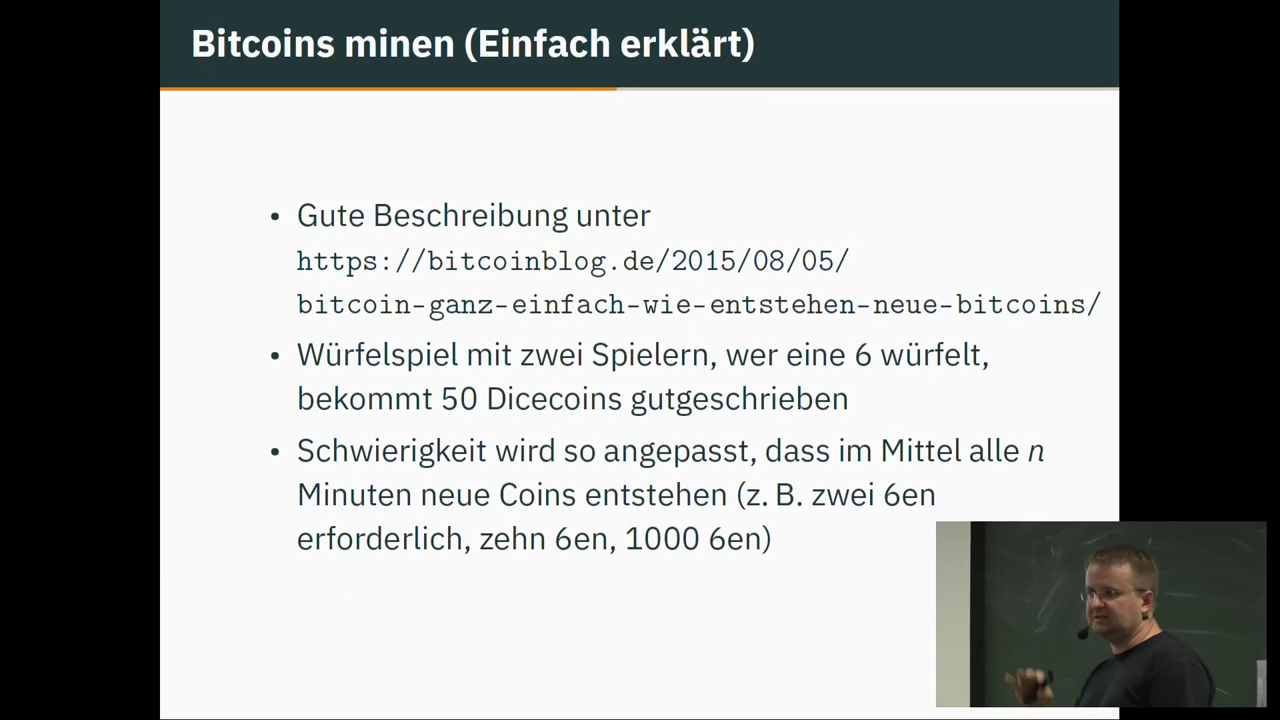 Bitcoins minen (Einfach erklärt)
• Gute Beschreibung unter
https://bitcoinblog.de/2015/08/05/
bitcoin-ganz-einfach-wie-entstehen-neue-bitcoins/
• Würfelspiel mit zwei Spielern, wer eine 6 würfelt,
bekommt 50 Dicecoins gutgeschrieben
• Schwierigkeit wird so angepasst, dass im Mittel alle n
Minuten neue Coins entstehen (z. B. zwei 6en
erforderlich, zehn 6en, 1000 6en)